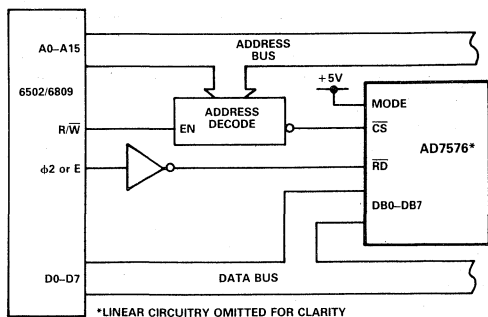 A0–A15
ADDRESS
BUS
6502/6809
+5V
MODE
ADDRESS
DECODE
R/W̅
EN
C̅S̅
AD7576*
φ2 or E
R̅D̅
DB0–DB7
D0–D7
DATA BUS
*LINEAR CIRCUITRY OMITTED FOR CLARITY